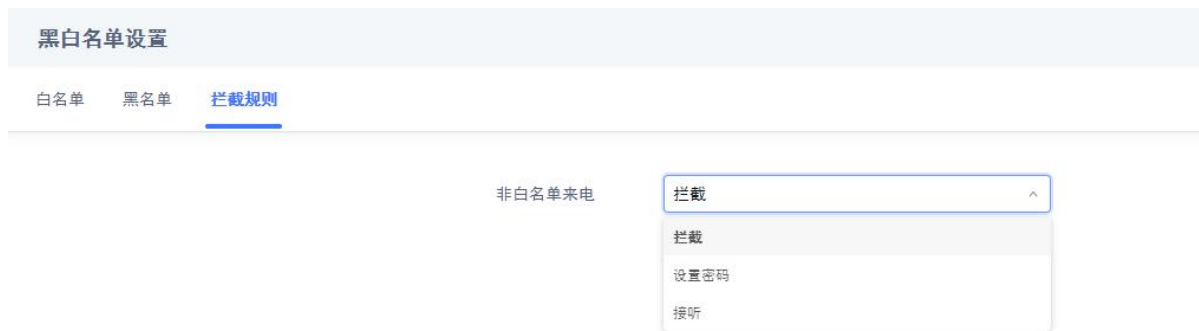 黑白名单设置
白名单 黑名单 拦截规则
非白名单来电 拦截
拦截
设置密码
接听